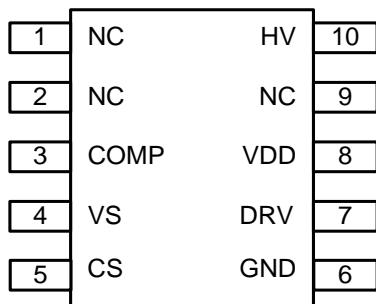 1 NC HV 10
2 NC NC 9
3 COMP VDD 8
4 VS DRV 7
5 CS GND 6